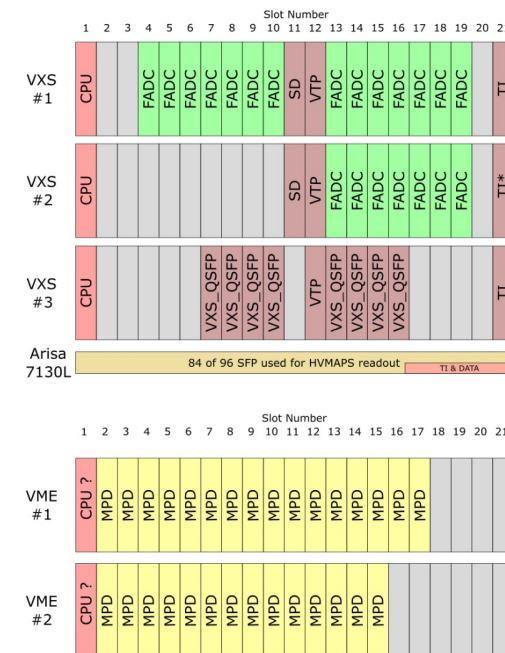 Slot Number
1 2 3 4 5 6 7 8 9 10 11 12 13 14 15 16 17 18 19 20 21
VXS #1
CPU FADC FADC FADC FADC FADC FADC FADC SD VTP FADC FADC FADC FADC FADC FADC FADC TI
VXS #2
CPU SD VTP FADC FADC FADC FADC FADC FADC FADC TI*
VXS #3
CPU VXS_QSFP VXS_QSFP VXS_QSFP VXS_QSFP VTP VXS_QSFP VXS_QSFP VXS_QSFP VXS_QSFP TI
Arisa 7130L
84 of 96 SFP used for HVMAPS readout
TI & DATA
Slot Number
1 2 3 4 5 6 7 8 9 10 11 12 13 14 15 16 17 18 19 20 21
VME #1
CPU ? MPD MPD MPD MPD MPD MPD MPD MPD MPD MPD MPD MPD MPD MPD MPD MPD
VME #2
CPU ? MPD MPD MPD MPD MPD MPD MPD MPD MPD MPD MPD MPD MPD MPD